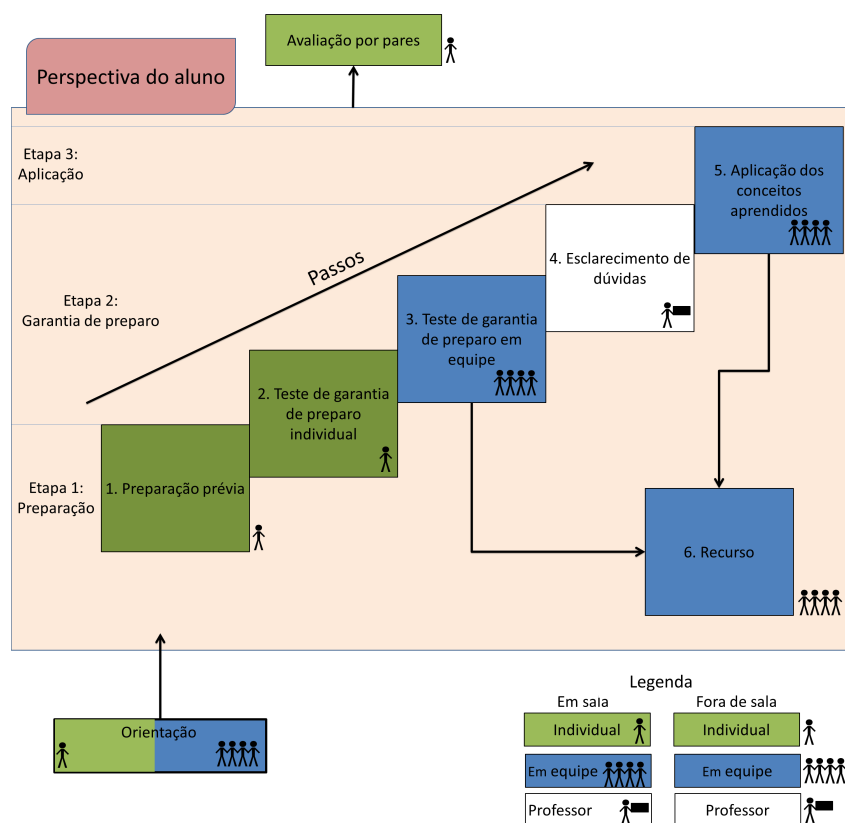 Avaliação por pares
Perspectiva do aluno
Etapa 3:
Aplicação
5. Aplicação dos
conceitos
aprendidos
4. Esclarecimento de
dúvidas
Passos
Etapa 2:
Garantia de preparo
3. Teste de garantia
de preparo em
equipe
2. Teste de garantia
de preparo
individual
Etapa 1:
Preparação
1. Preparação prévia
6. Recurso
Orientação
Legenda
Em sala
Fora de sala
Individual
Individual
Em equipe
Em equipe
Professor
Professor